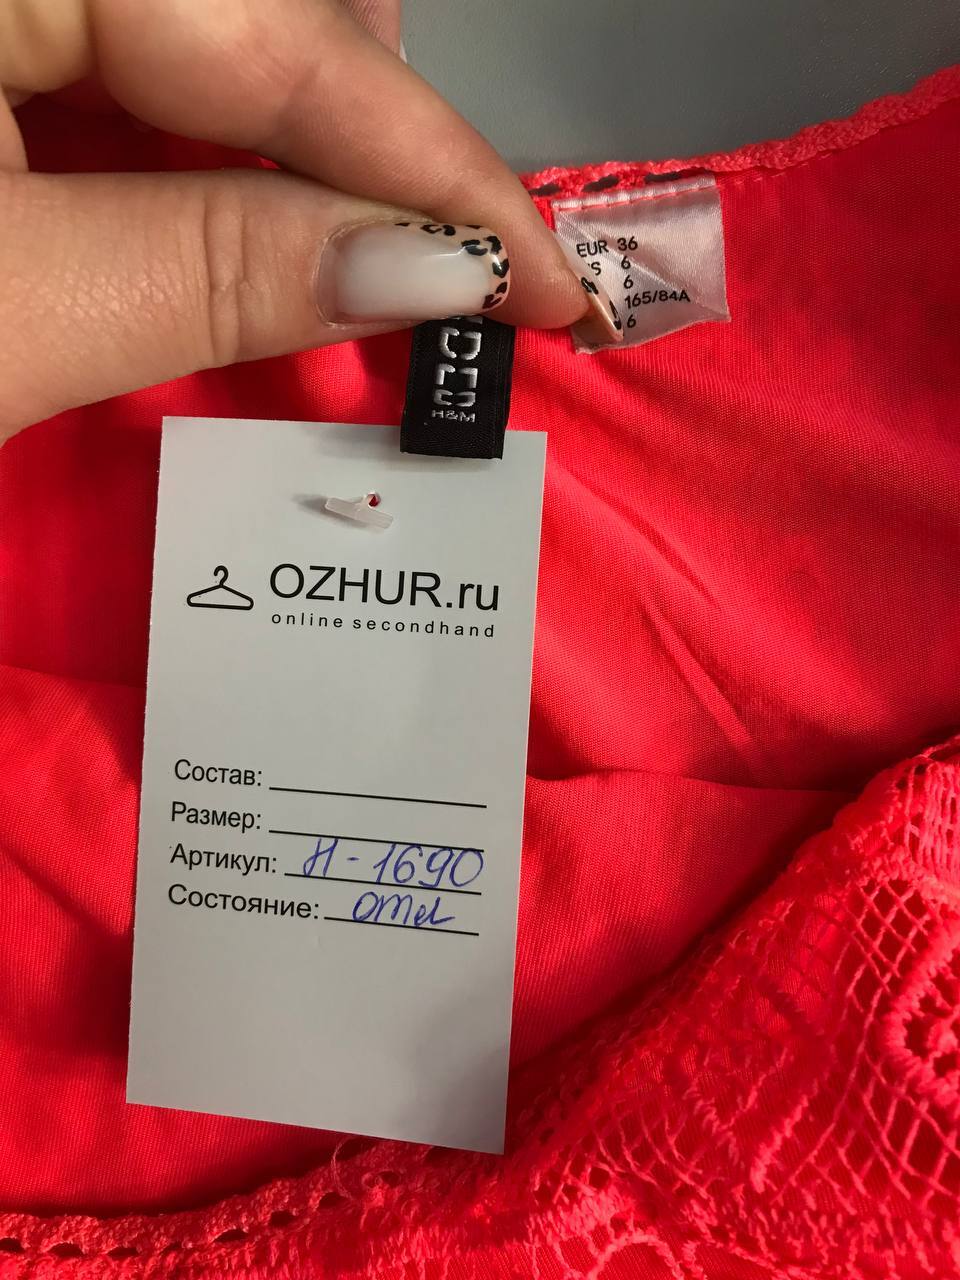 EUR 36
6
6
165/84A
6
H&M
OZHUR.ru
online secondhand
Состав:
Размер:
Артикул: H-1690
Состояние: отл